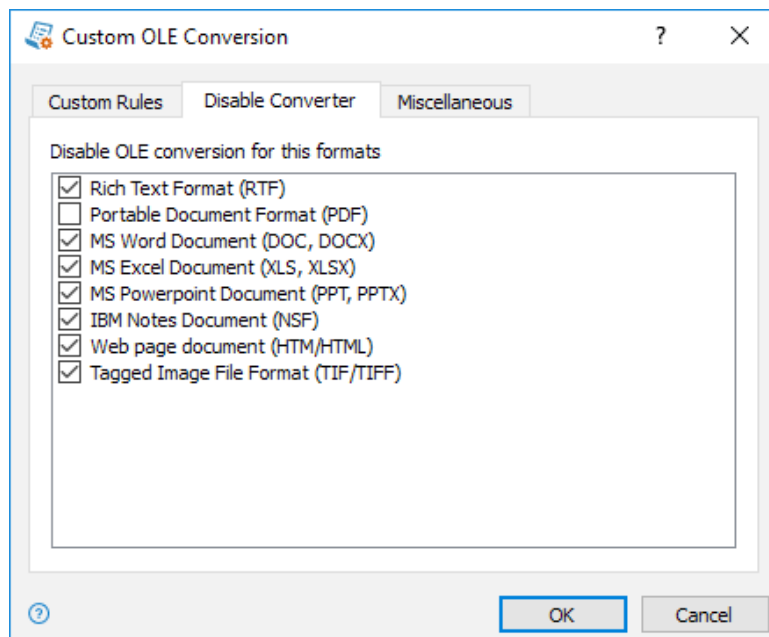 Custom OLE Conversion
?
Custom Rules Disable Converter Miscellaneous
Disable OLE conversion for this formats
Rich Text Format (RTF)
Portable Document Format (PDF)
MS Word Document (DOC, DOCX)
MS Excel Document (XLS, XLSX)
MS Powerpoint Document (PPT, PPTX)
IBM Notes Document (NSF)
Web page document (HTM/HTML)
Tagged Image File Format (TIF/TIFF)
? OK Cancel